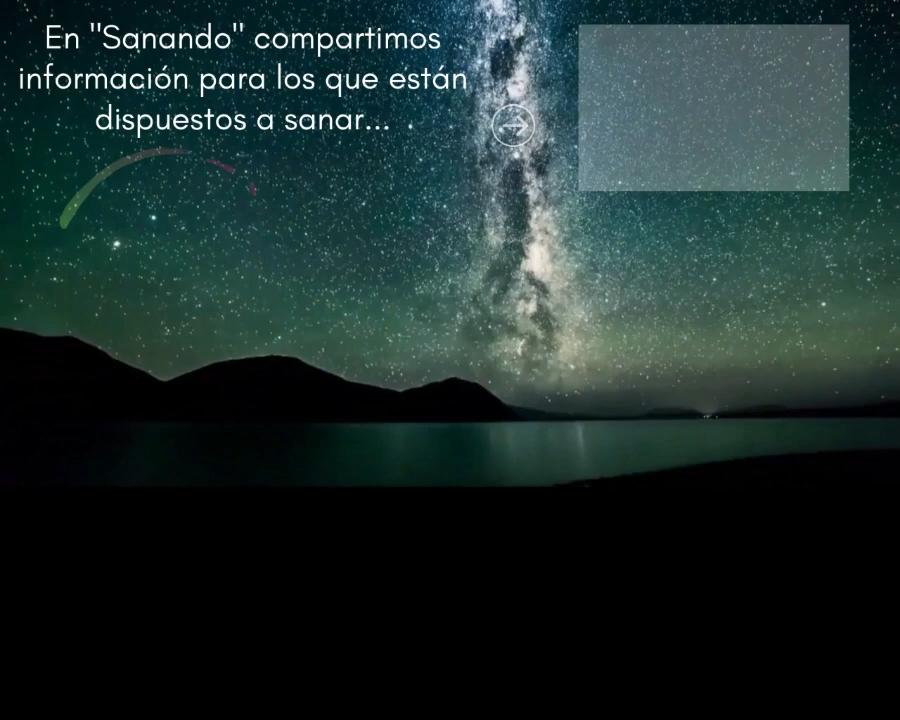 En "Sanando" compartimos
información para los que están
dispuestos a sanar...